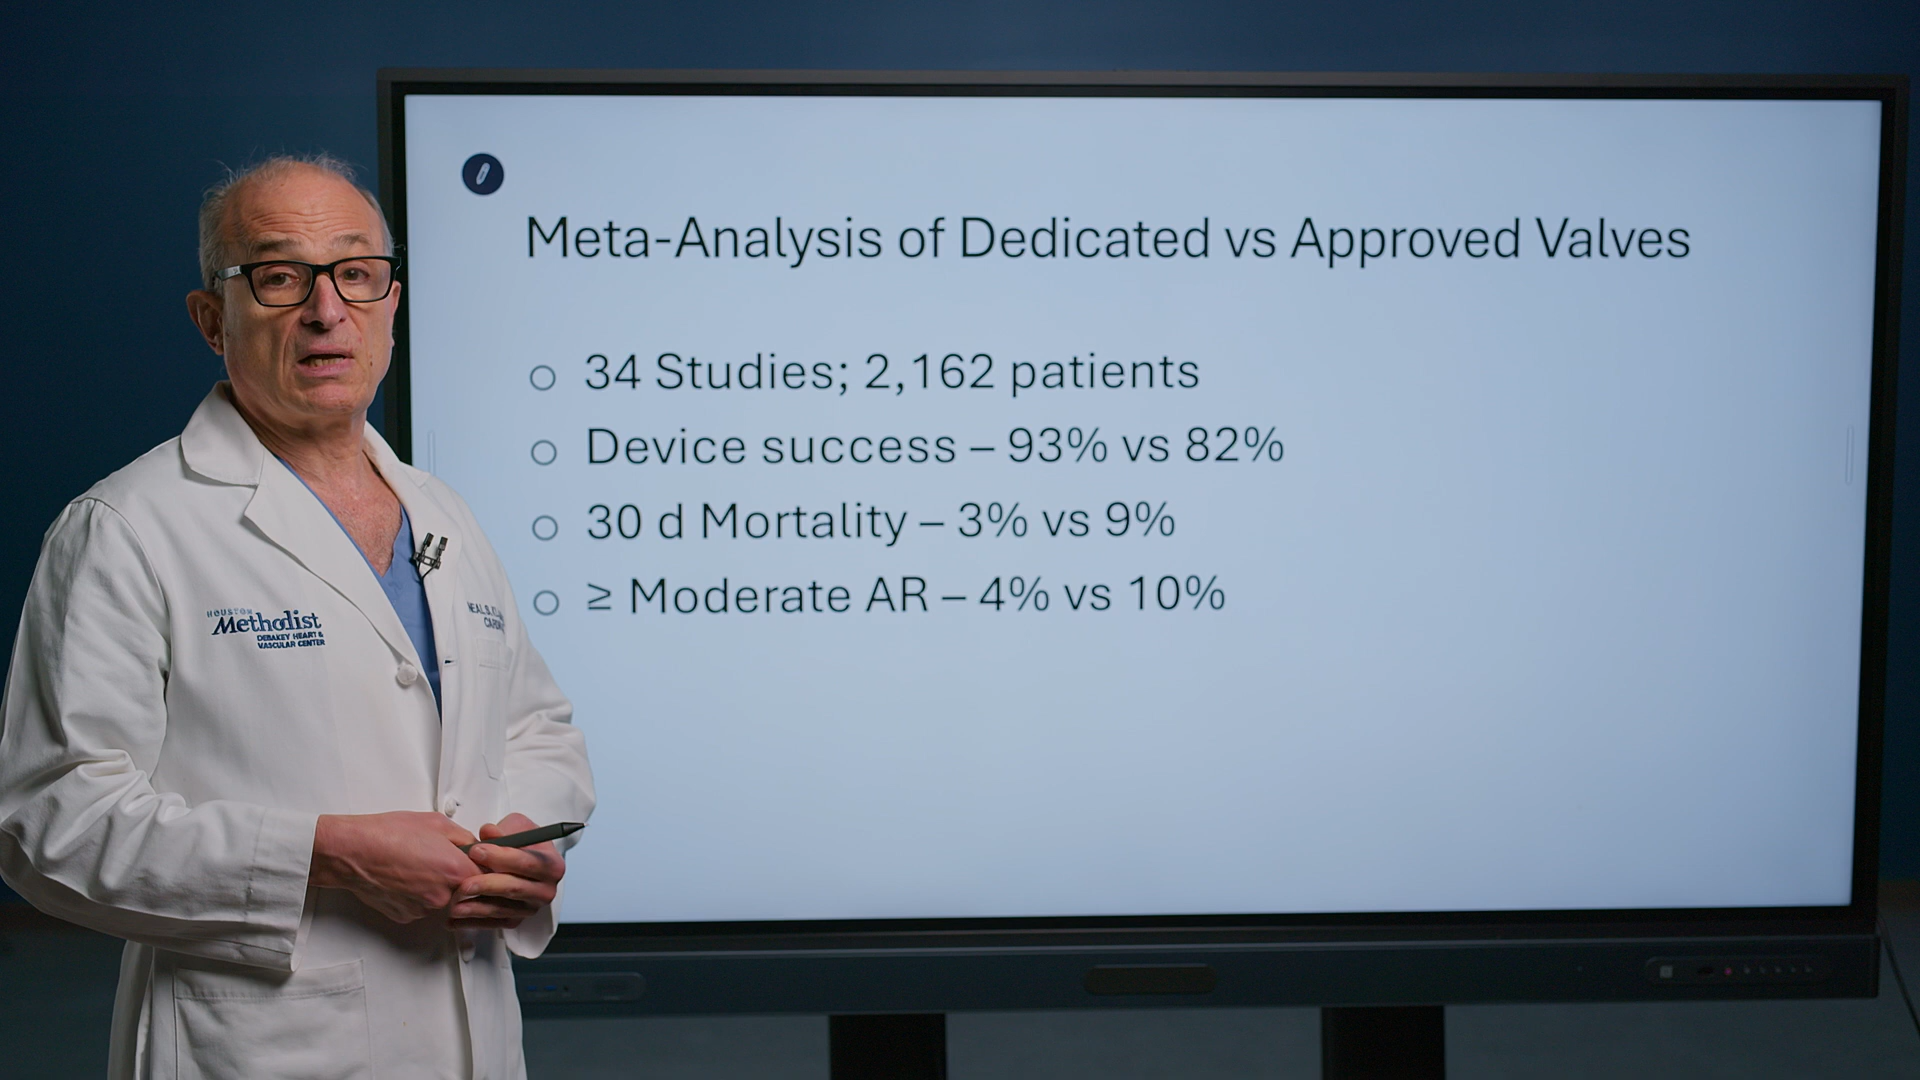 Meta-Analysis of Dedicated vs Approved Valves
34 Studies; 2,162 patients
Device success – 93% vs 82%
30 d Mortality – 3% vs 9%
≥ Moderate AR – 4% vs 10%
HOUSTON
Methodist
DEBAKEY HEART &
VASCULAR CENTER
NEAL S.